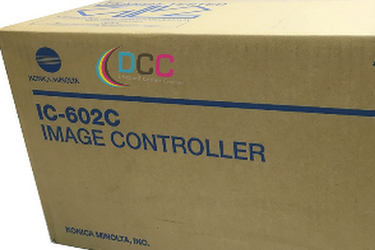 DCC
KONICA MINOLTA
IC-602C
IMAGE CONTROLLER
KONICA MINOLTA, INC.